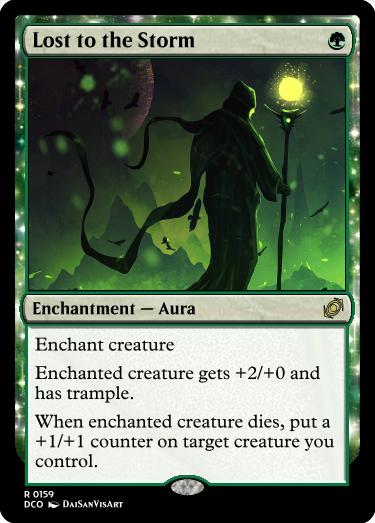 Lost to the Storm
Enchantment — Aura
Enchant creature
Enchanted creature gets +2/+0 and
has trample.
When enchanted creature dies, put a
+1/+1 counter on target creature you
control.
R 0159
DCO DaiSanVisArt